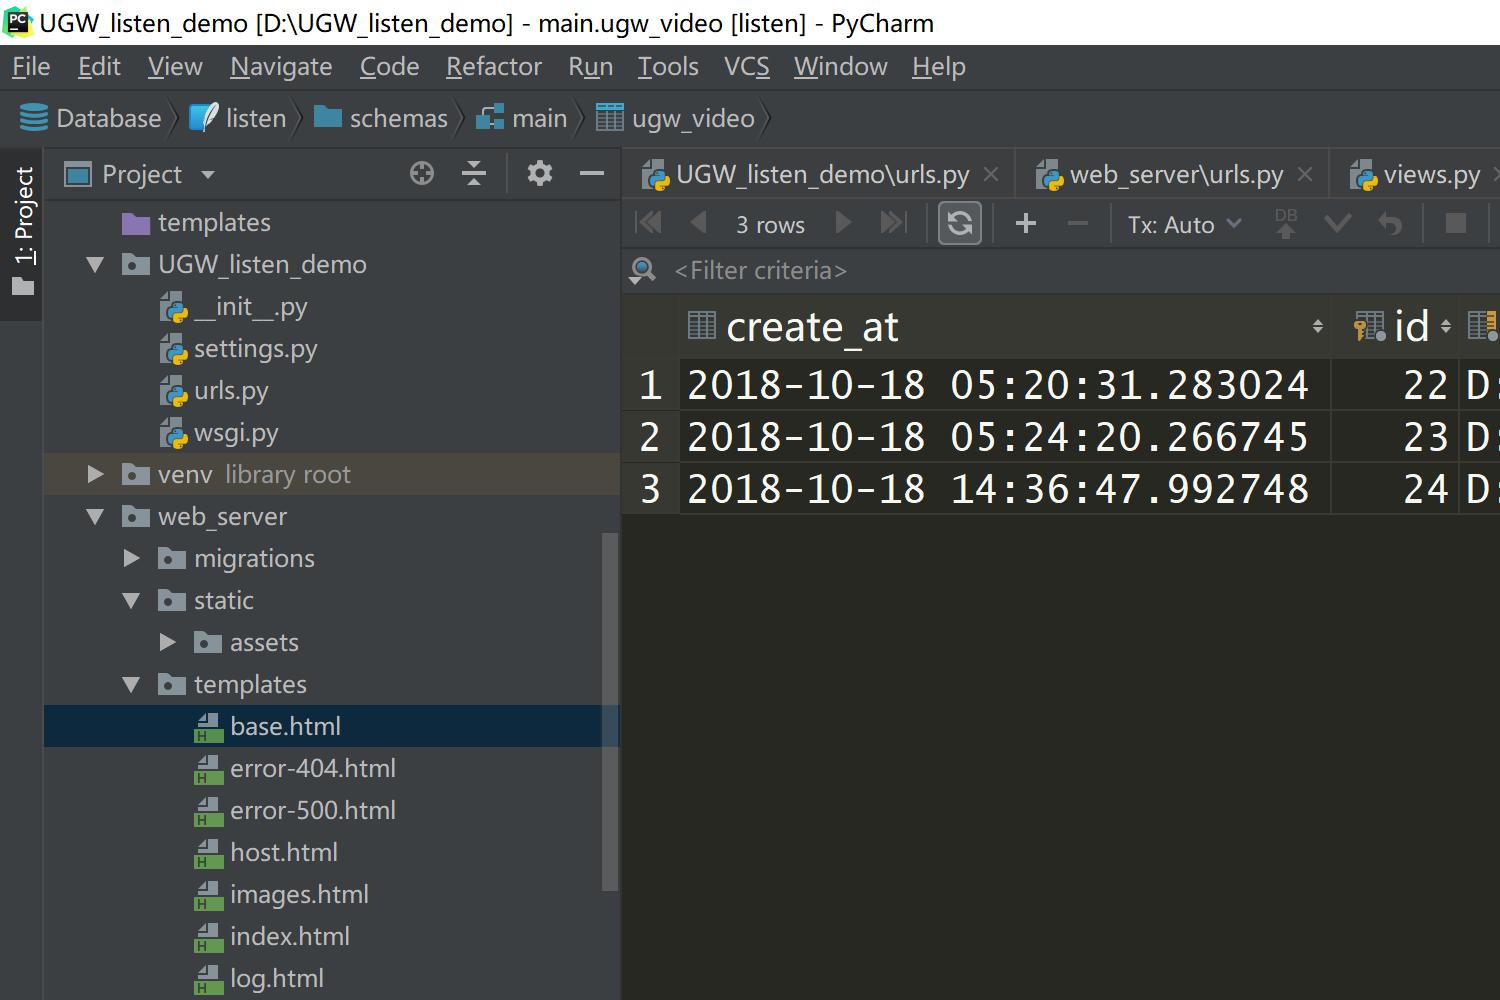 UGW_listen_demo [D:\UGW_listen_demo] - main.ugw_video [listen] - PyCharm
File Edit View Navigate Code Refactor Run Tools VCS Window Help
Database listen schemas main ugw_video
1: Project
Project
templates
UGW_listen_demo
__init__.py
settings.py
urls.py
wsgi.py
venv library root
web_server
migrations
static
assets
templates
base.html
error-404.html
error-500.html
host.html
images.html
index.html
log.html
UGW_listen_demo\urls.py web_server\urls.py views.py
3 rows Tx: Auto DB
<Filter criteria>
create_at id
1 2018-10-18 05:20:31.283024 22 D:
2 2018-10-18 05:24:20.266745 23 D:
3 2018-10-18 14:36:47.992748 24 D: